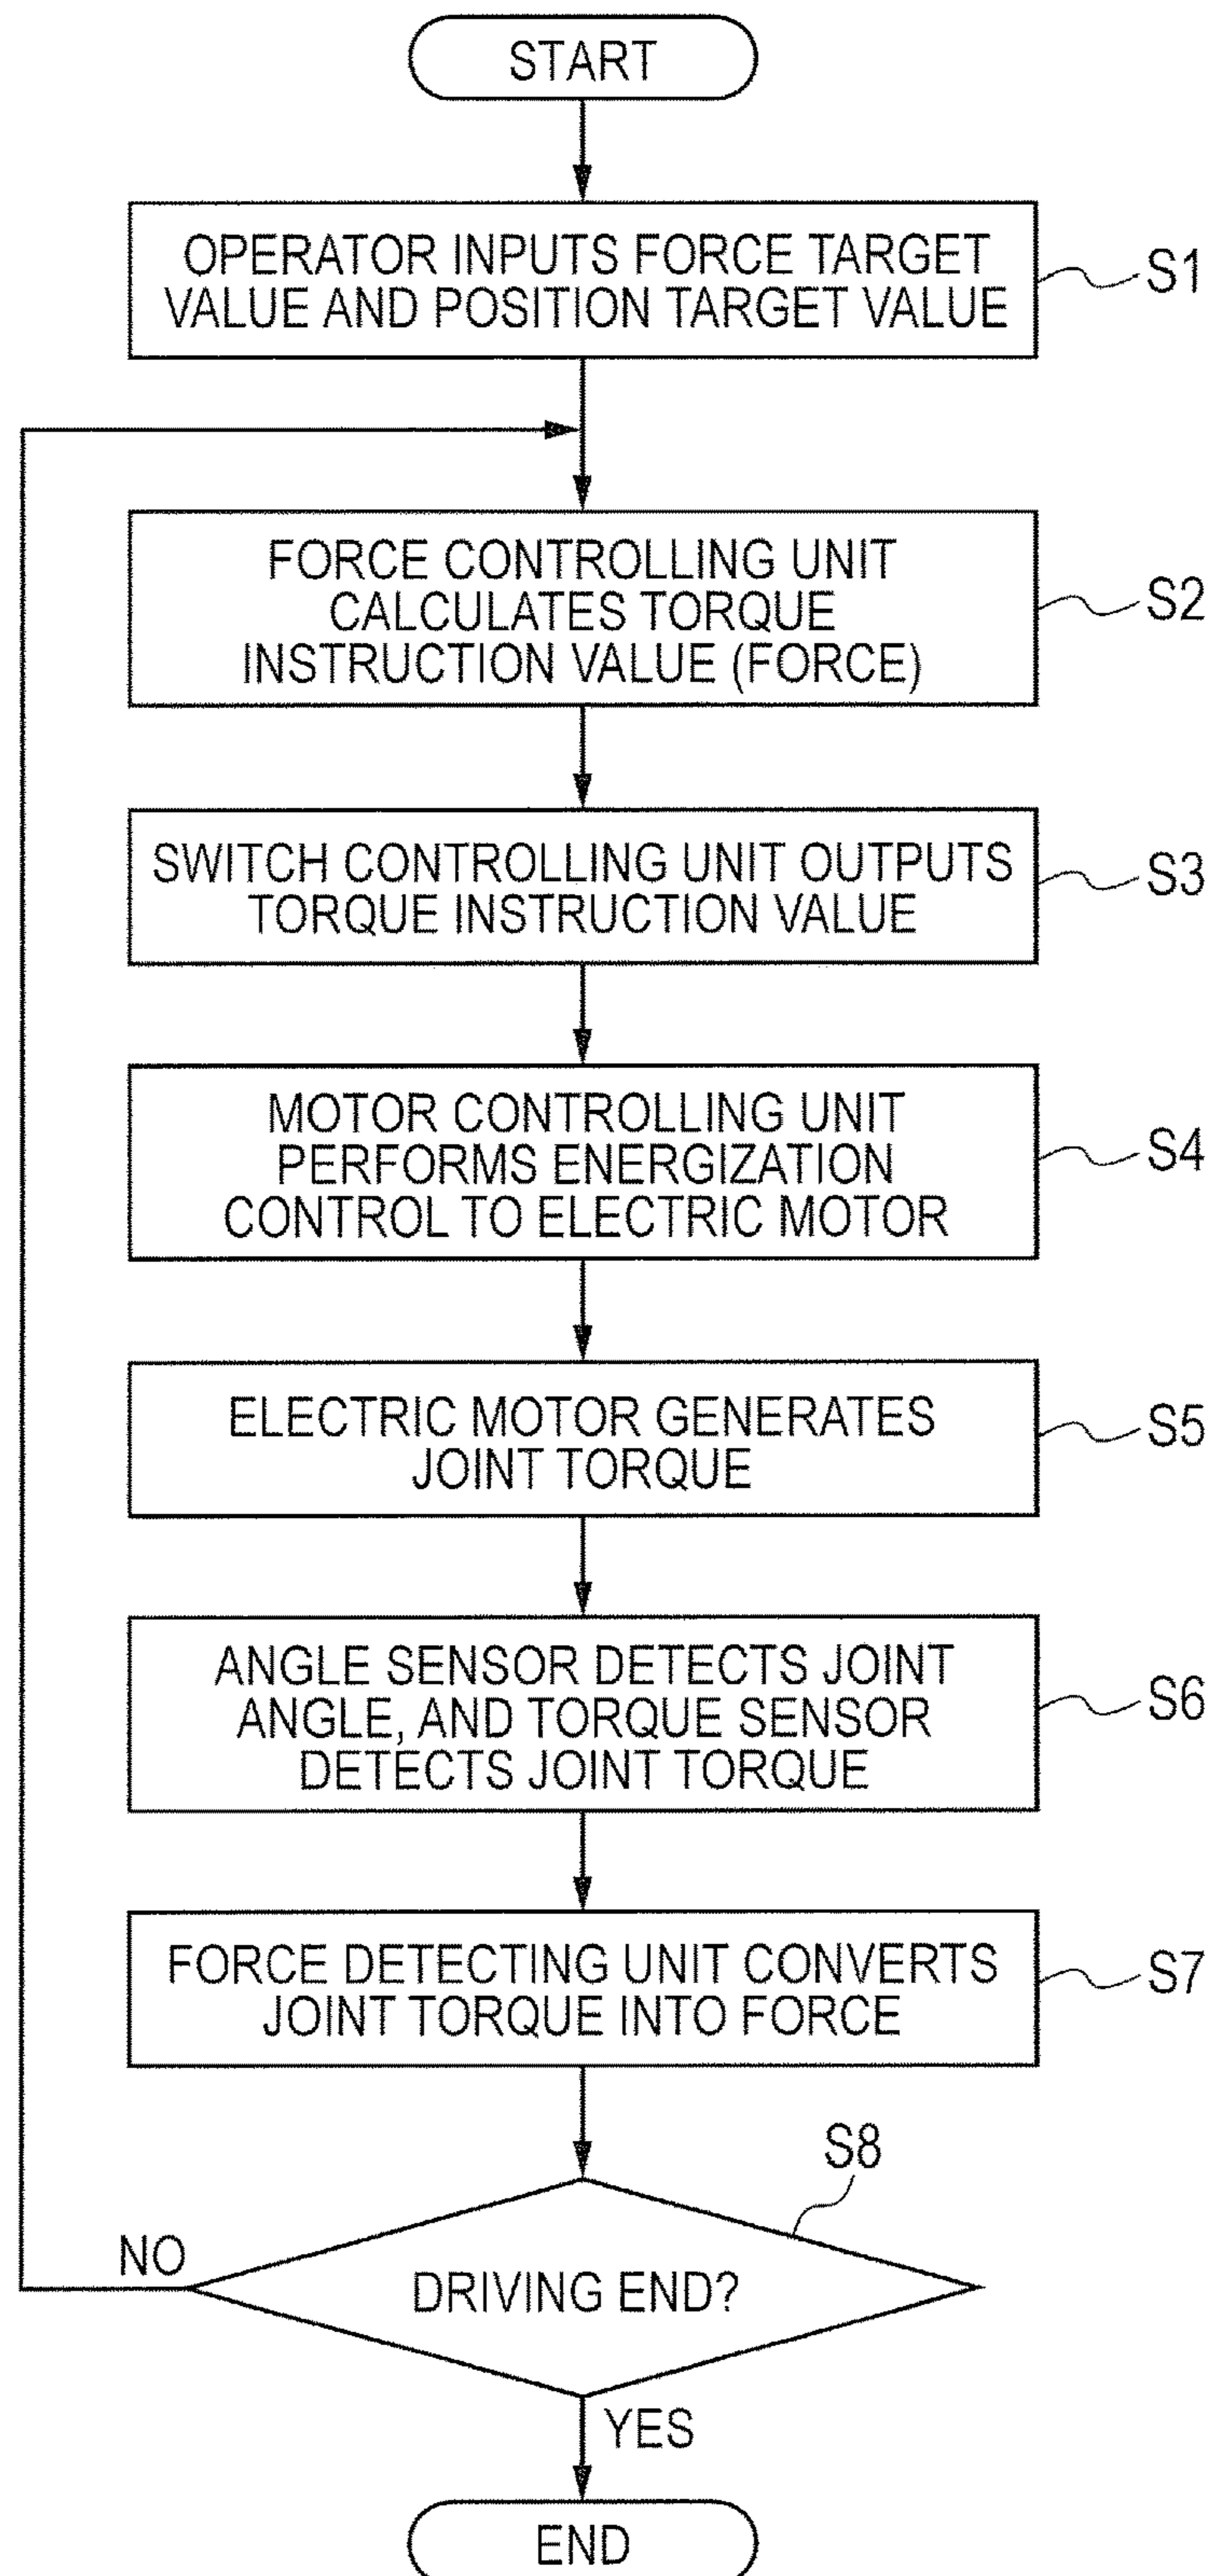 START
OPERATOR INPUTS FORCE TARGET
VALUE AND POSITION TARGET VALUE
S1
FORCE CONTROLLING UNIT
CALCULATES TORQUE
INSTRUCTION VALUE (FORCE)
S2
SWITCH CONTROLLING UNIT OUTPUTS
TORQUE INSTRUCTION VALUE
S3
MOTOR CONTROLLING UNIT
PERFORMS ENERGIZATION
CONTROL TO ELECTRIC MOTOR
S4
ELECTRIC MOTOR GENERATES
JOINT TORQUE
S5
ANGLE SENSOR DETECTS JOINT
ANGLE, AND TORQUE SENSOR
DETECTS JOINT TORQUE
S6
FORCE DETECTING UNIT CONVERTS
JOINT TORQUE INTO FORCE
S7
S8
NO
DRIVING END?
YES
END